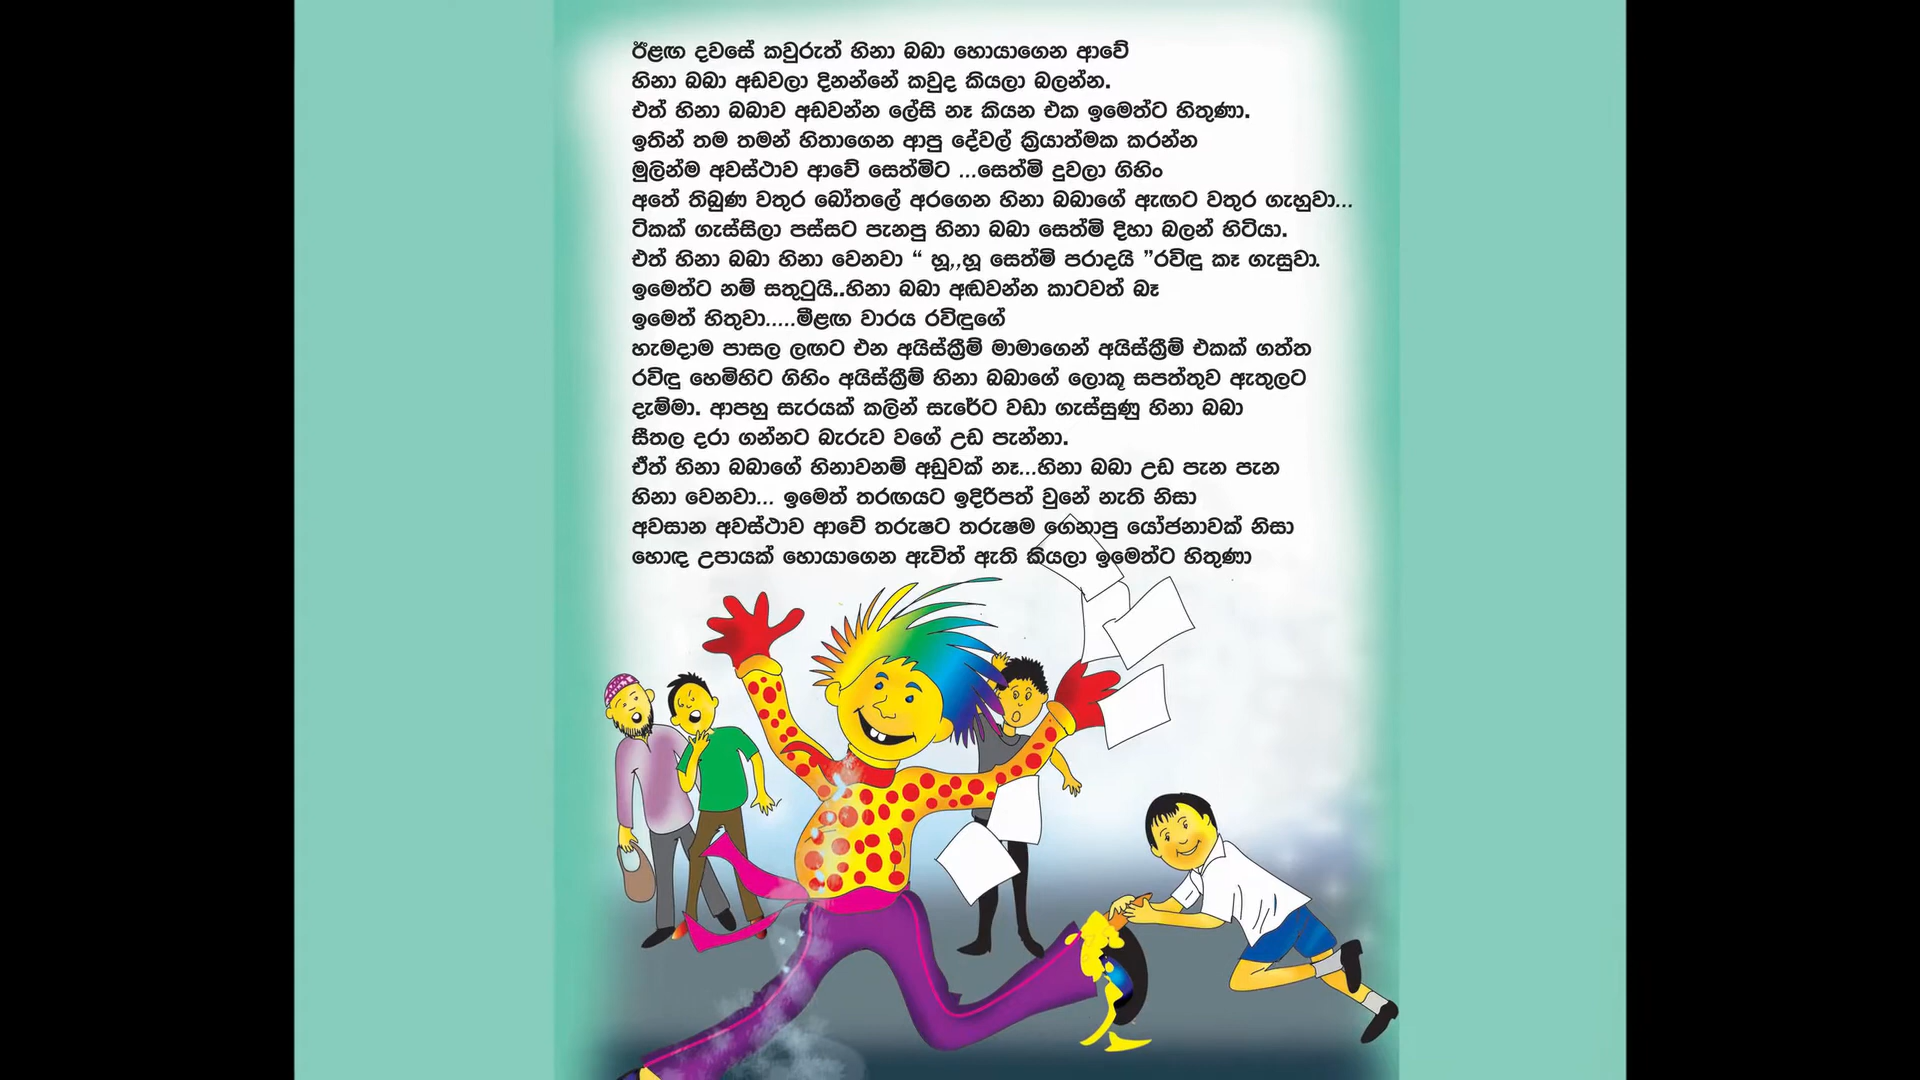 ඊළඟ දවසේ කවුරුත් හිනා බබා හොයාගෙන ආවේ
හිනා බබා අඩවලා දිනන්නේ කවුද කියලා බලන්න.
එත් හිනා බබාව අඩවන්න ලේසි නෑ කියන එක ඉමෙත්ට හිතුණා.
ඉතින් තම තමන් හිතාගෙන ආපු දේවල් ක්‍රියාත්මක කරන්න
මුලින්ම අවස්ථාව ආවේ සෙත්මිට ...සෙත්මි දුවලා ගිහිං
අතේ තිබුණ වතුර බෝතලේ අරගෙන හිනා බබාගේ ඇඟට වතුර ගැහුවා...
ටිකක් ගැස්සිලා පස්සට පැනපු හිනා බබා සෙත්මි දිහා බලන් හිටියා.
එත් හිනා බබා හිනා වෙනවා “ හූ,,හූ සෙත්මි පරාදයි ”රවිඳු කෑ ගැසුවා.
ඉමෙත්ට නම් සතුටුයි..හිනා බබා අඬවන්න කාටවත් බෑ
ඉමෙත් හිතුවා.....මීළඟ වාරය රවිඳුගේ
හැමදාම පාසල ලඟට එන අයිස්ක්‍රීම් මාමාගෙන් අයිස්ක්‍රීම් එකක් ගත්ත
රවිඳු හෙමිහිට ගිහිං අයිස්ක්‍රීම් හිනා බබාගේ ලොකු සපත්තුව ඇතුලට
දැම්මා. ආපහු සැරයක් කලින් සැරේට වඩා ගැස්සුණු හිනා බබා
සීතල දරා ගන්නට බැරුව වගේ උඩ පැන්නා.
ඒත් හිනා බබාගේ හිනාවනම් අඩුවක් නෑ...හිනා බබා උඩ පැන පැන
හිනා වෙනවා... ඉමෙත් තරඟයට ඉදිරිපත් වුනේ නැති නිසා
අවසාන අවස්ථාව ආවේ තරුෂට තරුෂම ගෙනාපු යෝජනාවක් නිසා
හොඳ උපායක් හොයාගෙන ඇවිත් ඇති කියලා ඉමෙත්ට හිතුණා